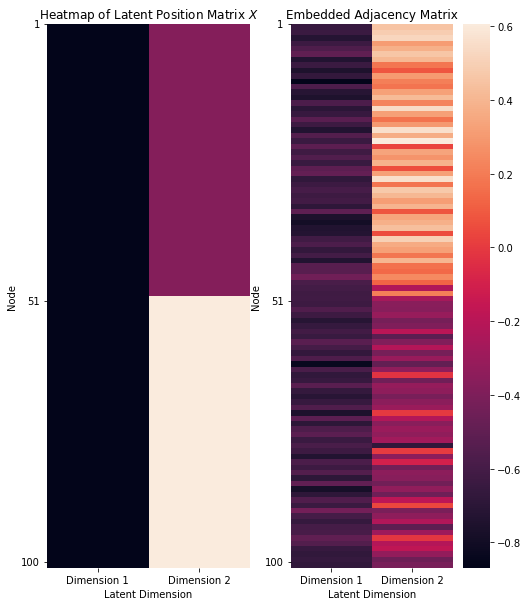 Heatmap of Latent Position Matrix X
Embedded Adjacency Matrix
1
51
100
Node
Dimension 1
Dimension 2
Latent Dimension
1
51
100
Node
Dimension 1
Dimension 2
Latent Dimension
0.6
0.4
0.2
0.0
−0.2
−0.4
−0.6
−0.8